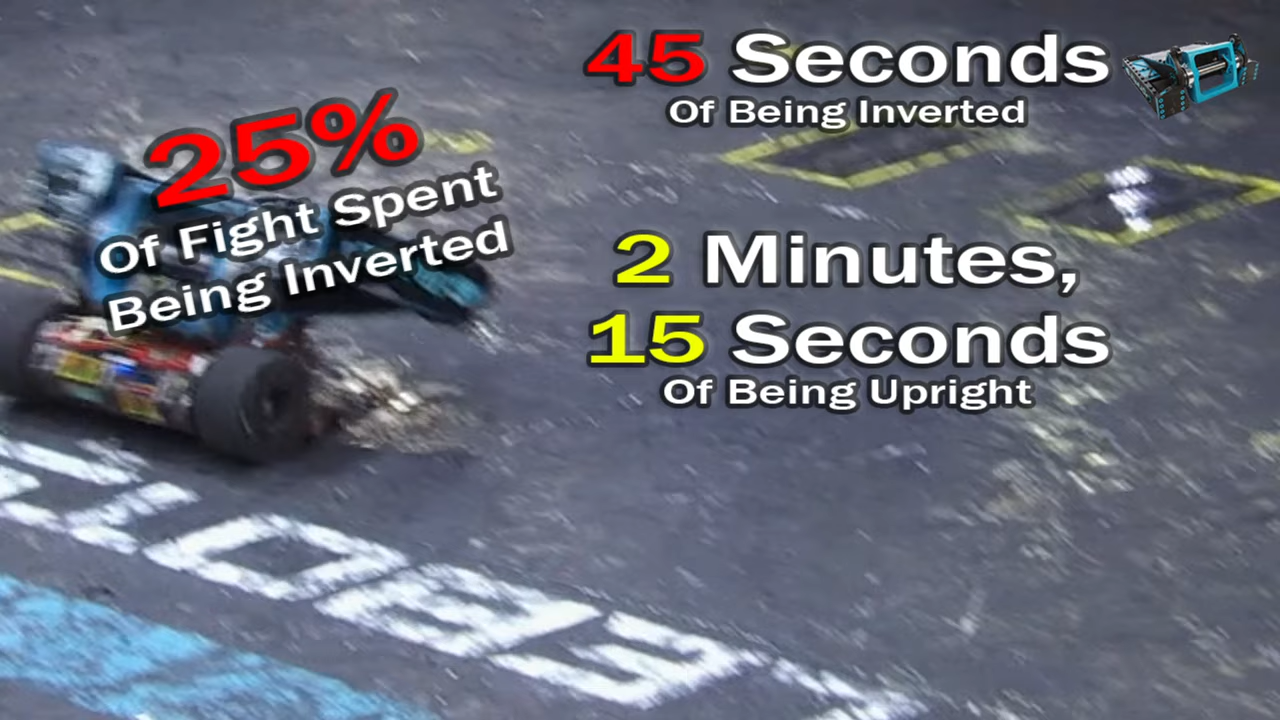 25%
Of Fight Spent
Being Inverted
45 Seconds
Of Being Inverted
2 Minutes,
15 Seconds
Of Being Upright